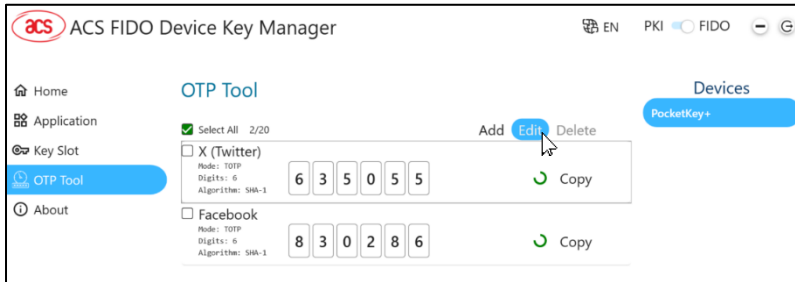 acs ACS FIDO Device Key Manager EN PKI FIDO
Home
Application
Key Slot
OTP Tool
About
OTP Tool
Select All 2/20 Add Edit Delete
X (Twitter)
Mode: TOTP
Digits: 6
Algorithm: SHA-1
6 3 5 0 5 5 Copy
Facebook
Mode: TOTP
Digits: 6
Algorithm: SHA-1
8 3 0 2 8 6 Copy
Devices
PocketKey+